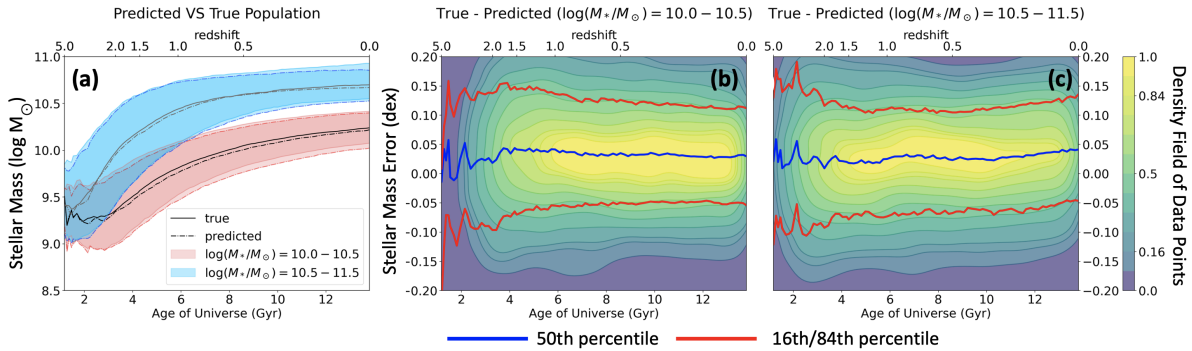 Predicted VS True Population
redshift
5.0 2.0 1.5 1.0 0.5 0.0
(a)
Stellar Mass (log M☉)
11.0
10.5
10.0
9.5
9.0
8.5
true
predicted
log(M*/M☉) = 10.0 − 10.5
log(M*/M☉) = 10.5 − 11.5
2 4 6 8 10 12
Age of Universe (Gyr)
True - Predicted (log(M*/M☉) = 10.0 − 10.5)
redshift
5.0 2.0 1.5 1.0 0.5 0.0
(b)
Stellar Mass Error (dex)
0.20
0.15
0.10
0.05
0.00
−0.05
−0.10
−0.15
−0.20
2 4 6 8 10 12
Age of Universe (Gyr)
True - Predicted (log(M*/M☉) = 10.5 − 11.5)
redshift
5.0 2.0 1.5 1.0 0.5 0.0
(c)
0.20
0.15
0.10
0.05
0.00
−0.05
−0.10
−0.15
−0.20
2 4 6 8 10 12
Age of Universe (Gyr)
1.0
0.84
0.5
0.16
0.0
Density Field of Data Points
50th percentile
16th/84th percentile